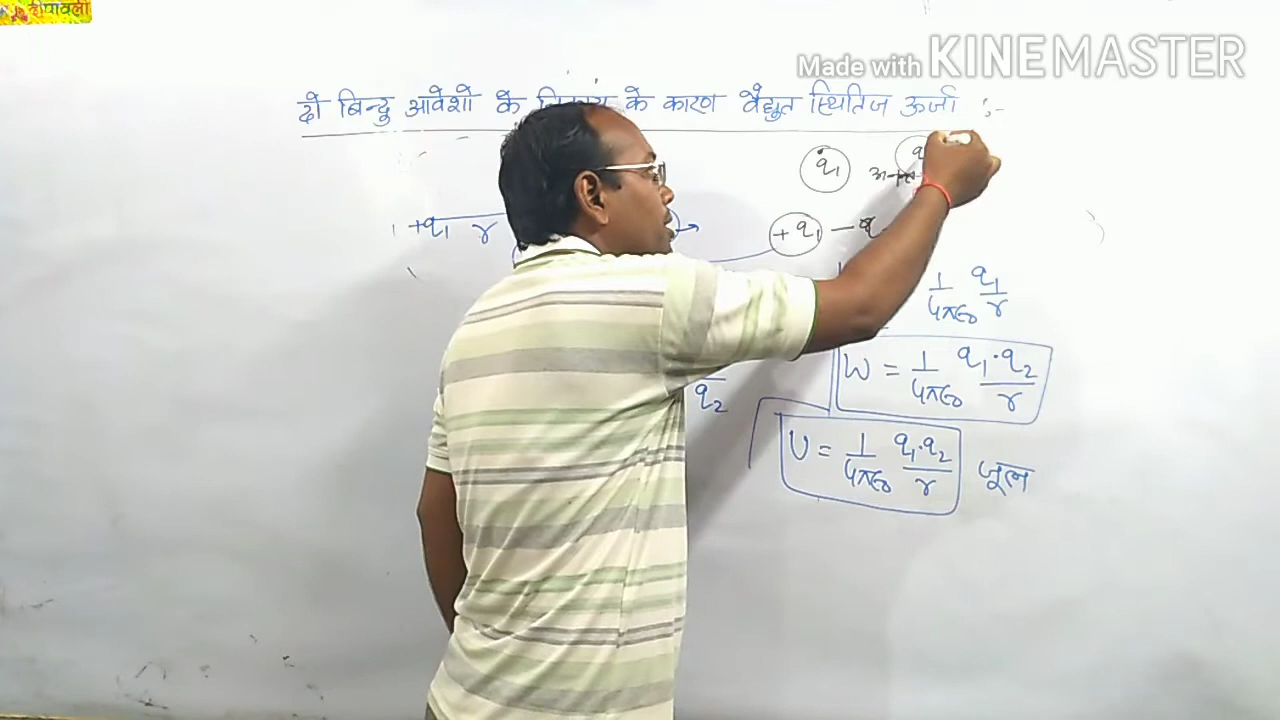 दीपावली
Made with KINEMASTER
दो बिन्दु आवेशो के के कारण वैद्युत स्थितिज ऊर्जा :-
q₁
+q₁ r
+q₁ -
1/4πε₀ q₁/r
W = 1/4πε₀ q₁.q₂/r
q₂
U = 1/4πε₀ q₁.q₂/r जूल